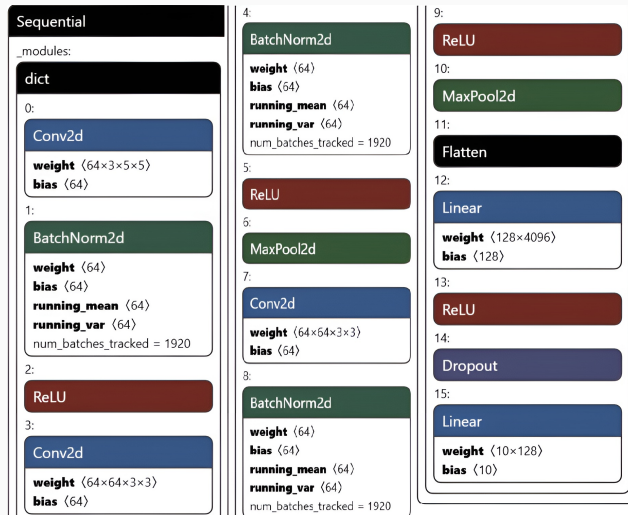 Sequential
_modules:
dict
0:
Conv2d
weight ⟨64×3×5×5⟩
bias ⟨64⟩
1:
BatchNorm2d
weight ⟨64⟩
bias ⟨64⟩
running_mean ⟨64⟩
running_var ⟨64⟩
num_batches_tracked = 1920
2:
ReLU
3:
Conv2d
weight ⟨64×64×3×3⟩
bias ⟨64⟩
4:
BatchNorm2d
weight ⟨64⟩
bias ⟨64⟩
running_mean ⟨64⟩
running_var ⟨64⟩
num_batches_tracked = 1920
5:
ReLU
6:
MaxPool2d
7:
Conv2d
weight ⟨64×64×3×3⟩
bias ⟨64⟩
8:
BatchNorm2d
weight ⟨64⟩
bias ⟨64⟩
running_mean ⟨64⟩
running_var ⟨64⟩
num_batches_tracked = 1920
9:
ReLU
10:
MaxPool2d
11:
Flatten
12:
Linear
weight ⟨128×4096⟩
bias ⟨128⟩
13:
ReLU
14:
Dropout
15:
Linear
weight ⟨10×128⟩
bias ⟨10⟩